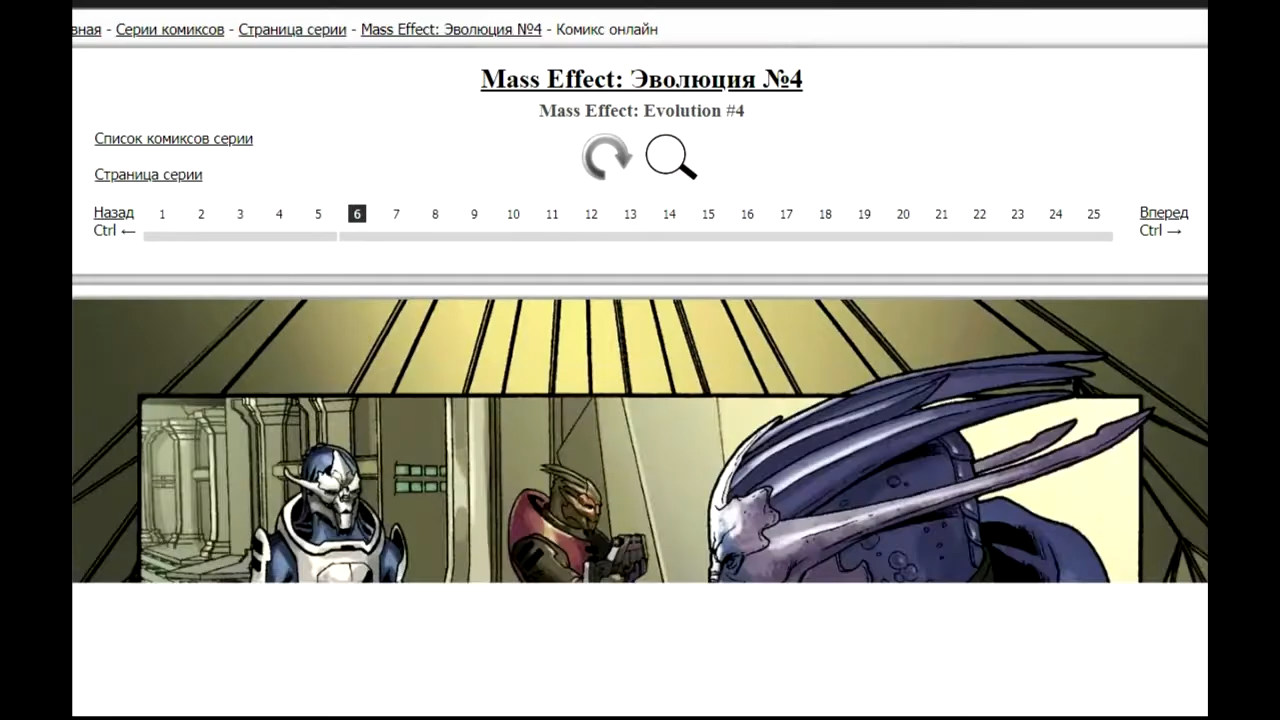 вная - Серии комиксов - Страница серии - Mass Effect: Эволюция №4 - Комикс онлайн
Mass Effect: Эволюция №4
Mass Effect: Evolution #4
Список комиксов серии
Страница серии
Назад 1 2 3 4 5 6 7 8 9 10 11 12 13 14 15 16 17 18 19 20 21 22 23 24 25 Вперед
Ctrl ← Ctrl →